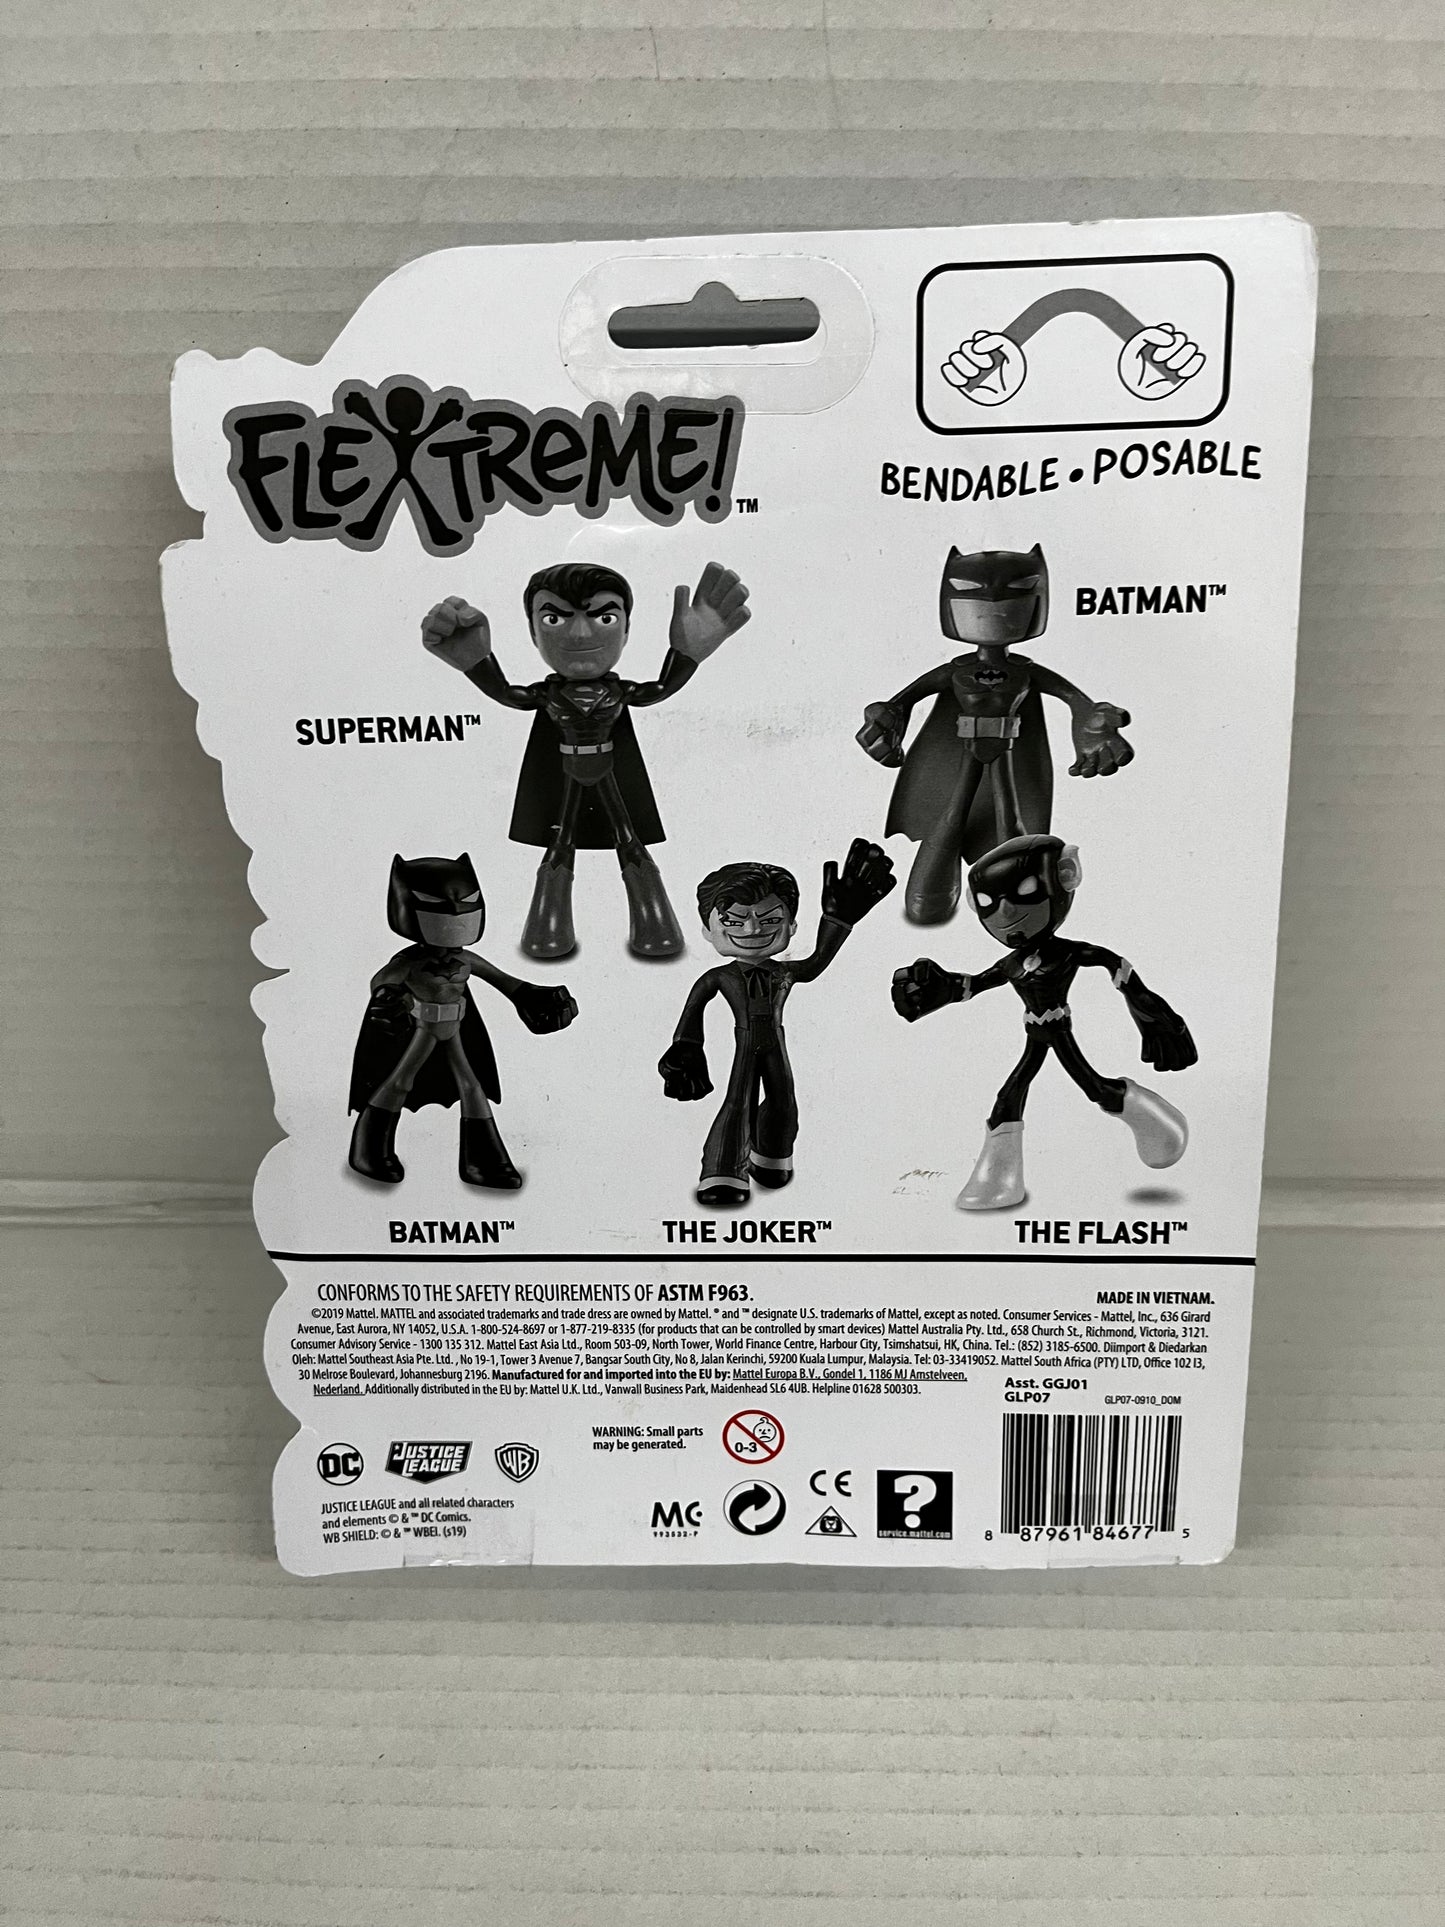 FLEXTREME!™
BENDABLE • POSABLE
SUPERMAN™
BATMAN™
BATMAN™
THE JOKER™
THE FLASH™
CONFORMS TO THE SAFETY REQUIREMENTS OF ASTM F963.
MADE IN VIETNAM.
©2019 Mattel. MATTEL and associated trademarks and trade dress are owned by Mattel. ® and ™ designate U.S. trademarks of Mattel, except as noted. Consumer Services - Mattel, Inc., 636 Girard
Avenue, East Aurora, NY 14052, U.S.A. 1-800-524-8697 or 1-877-219-8335 (for products that can be controlled by smart devices) Mattel Australia Pty. Ltd., 658 Church St., Richmond, Victoria, 3121.
Consumer Advisory Service - 1300 135 312. Mattel East Asia Ltd., Room 503-09, North Tower, World Finance Centre, Harbour City, Tsimshatsui, HK, China. Tel.: (852) 3185-6500. Diimport & Diedarkan
Oleh: Mattel Southeast Asia Pte. Ltd., No 19-1, Tower 3 Avenue 7, Bangsar South City, No 8, Jalan Kerinchi, 59200 Kuala Lumpur, Malaysia. Tel: 03-33419052. Mattel South Africa (PTY) LTD, Office 102 I3,
30 Melrose Boulevard, Johannesburg 2196. Manufactured for and imported into the EU by: Mattel Europa B.V., Gondel 1, 1186 MJ Amstelveen,
Nederland. Additionally distributed in the EU by: Mattel U.K. Ltd., Vanwall Business Park, Maidenhead SL6 4UB. Helpline 01628 500303.
Asst. GGJ01
GLP07
GLP07-0910_DOM
WARNING: Small parts
may be generated.
0-3
DC
JUSTICE
LEAGUE
WB
JUSTICE LEAGUE and all related characters
and elements © & ™ DC Comics.
WB SHIELD: © & ™ WBEI. (s19)
MC
993532-P
CE
?
service.mattel.com
8 87961 84677 5